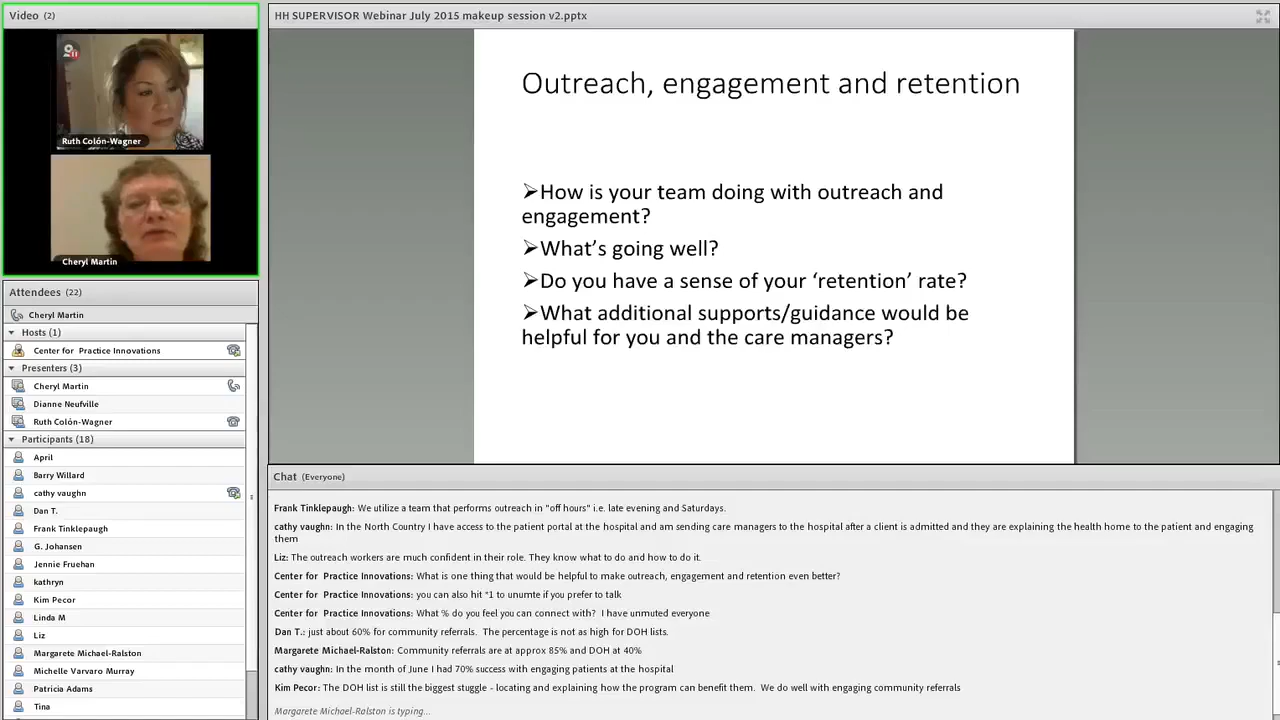 Video (2)
Ruth Colón-Wagner
Cheryl Martin
Attendees (22)
Cheryl Martin
Hosts (1)
Center for Practice Innovations
Presenters (3)
Cheryl Martin
Dianne Neufville
Ruth Colón-Wagner
Participants (18)
April
Barry Willard
cathy vaughn
Dan T.
Frank Tinklepaugh
G. Johansen
Jennie Fruehan
kathryn
Kim Pecor
Linda M
Liz
Margarete Michael-Ralston
Michelle Varvaro Murray
Patricia Adams
Tina
HH SUPERVISOR Webinar July 2015 makeup session v2.pptx
Outreach, engagement and retention
➢How is your team doing with outreach and
engagement?
➢What’s going well?
➢Do you have a sense of your ‘retention’ rate?
➢What additional supports/guidance would be
helpful for you and the care managers?
Chat (Everyone)
Frank Tinklepaugh: We utilize a team that performs outreach in "off hours" i.e. late evening and Saturdays.
cathy vaughn: In the North Country I have access to the patient portal at the hospital and am sending care managers to the hospital after a client is admitted and they are explaining the health home to the patient and engaging
them
Liz: The outreach workers are much confident in their role. They know what to do and how to do it.
Center for Practice Innovations: What is one thing that would be helpful to make outreach, engagement and retention even better?
Center for Practice Innovations: you can also hit *1 to unumte if you prefer to talk
Center for Practice Innovations: What % do you feel you can connect with? I have unmuted everyone
Dan T.: just about 60% for community referrals. The percentage is not as high for DOH lists.
Margarete Michael-Ralston: Community referrals are at approx 85% and DOH at 40%
cathy vaughn: In the month of June I had 70% success with engaging patients at the hospital
Kim Pecor: The DOH list is still the biggest stuggle - locating and explaining how the program can benefit them. We do well with engaging community referrals
Margarete Michael-Ralston is typing...